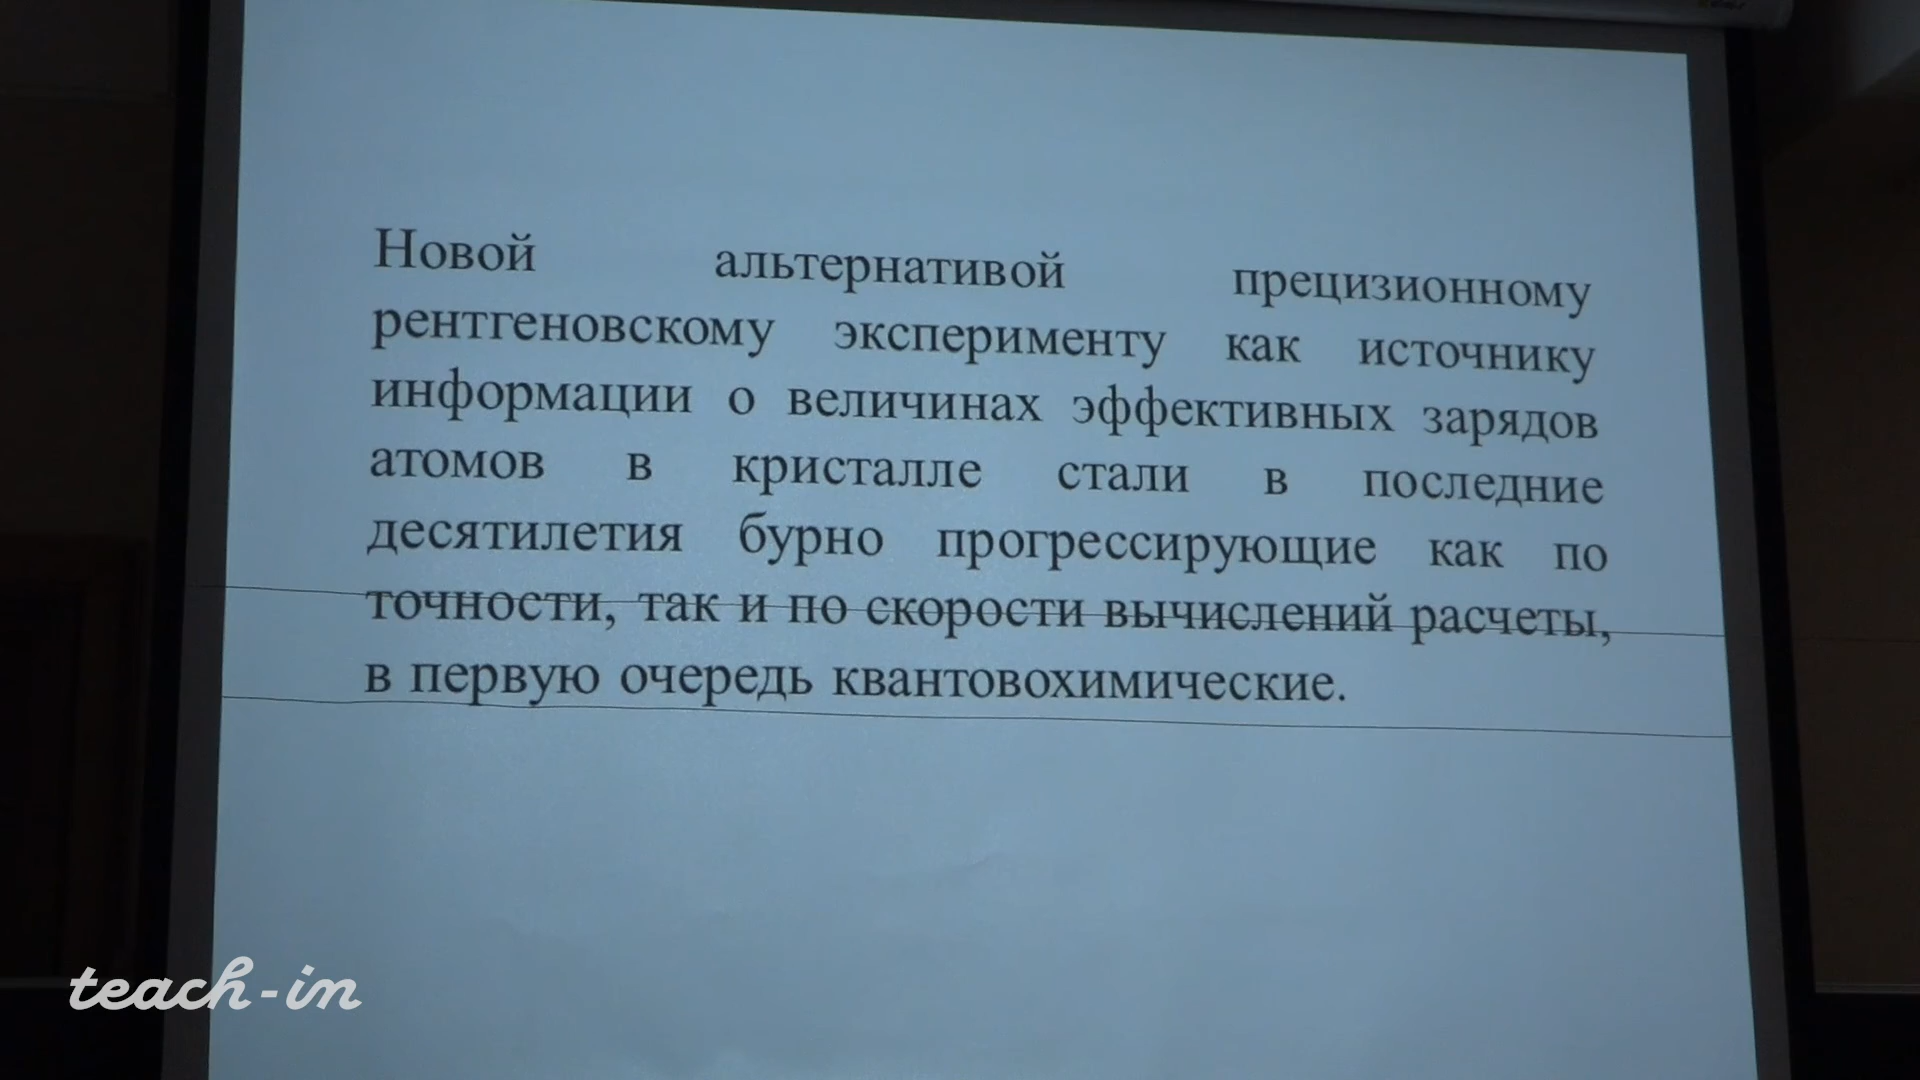 Новой альтернативой прецизионному
рентгеновскому эксперименту как источнику
информации о величинах эффективных зарядов
атомов в кристалле стали в последние
десятилетия бурно прогрессирующие как по
точности, так и по скорости вычислений расчеты,
в первую очередь квантовохимические.
teach-in